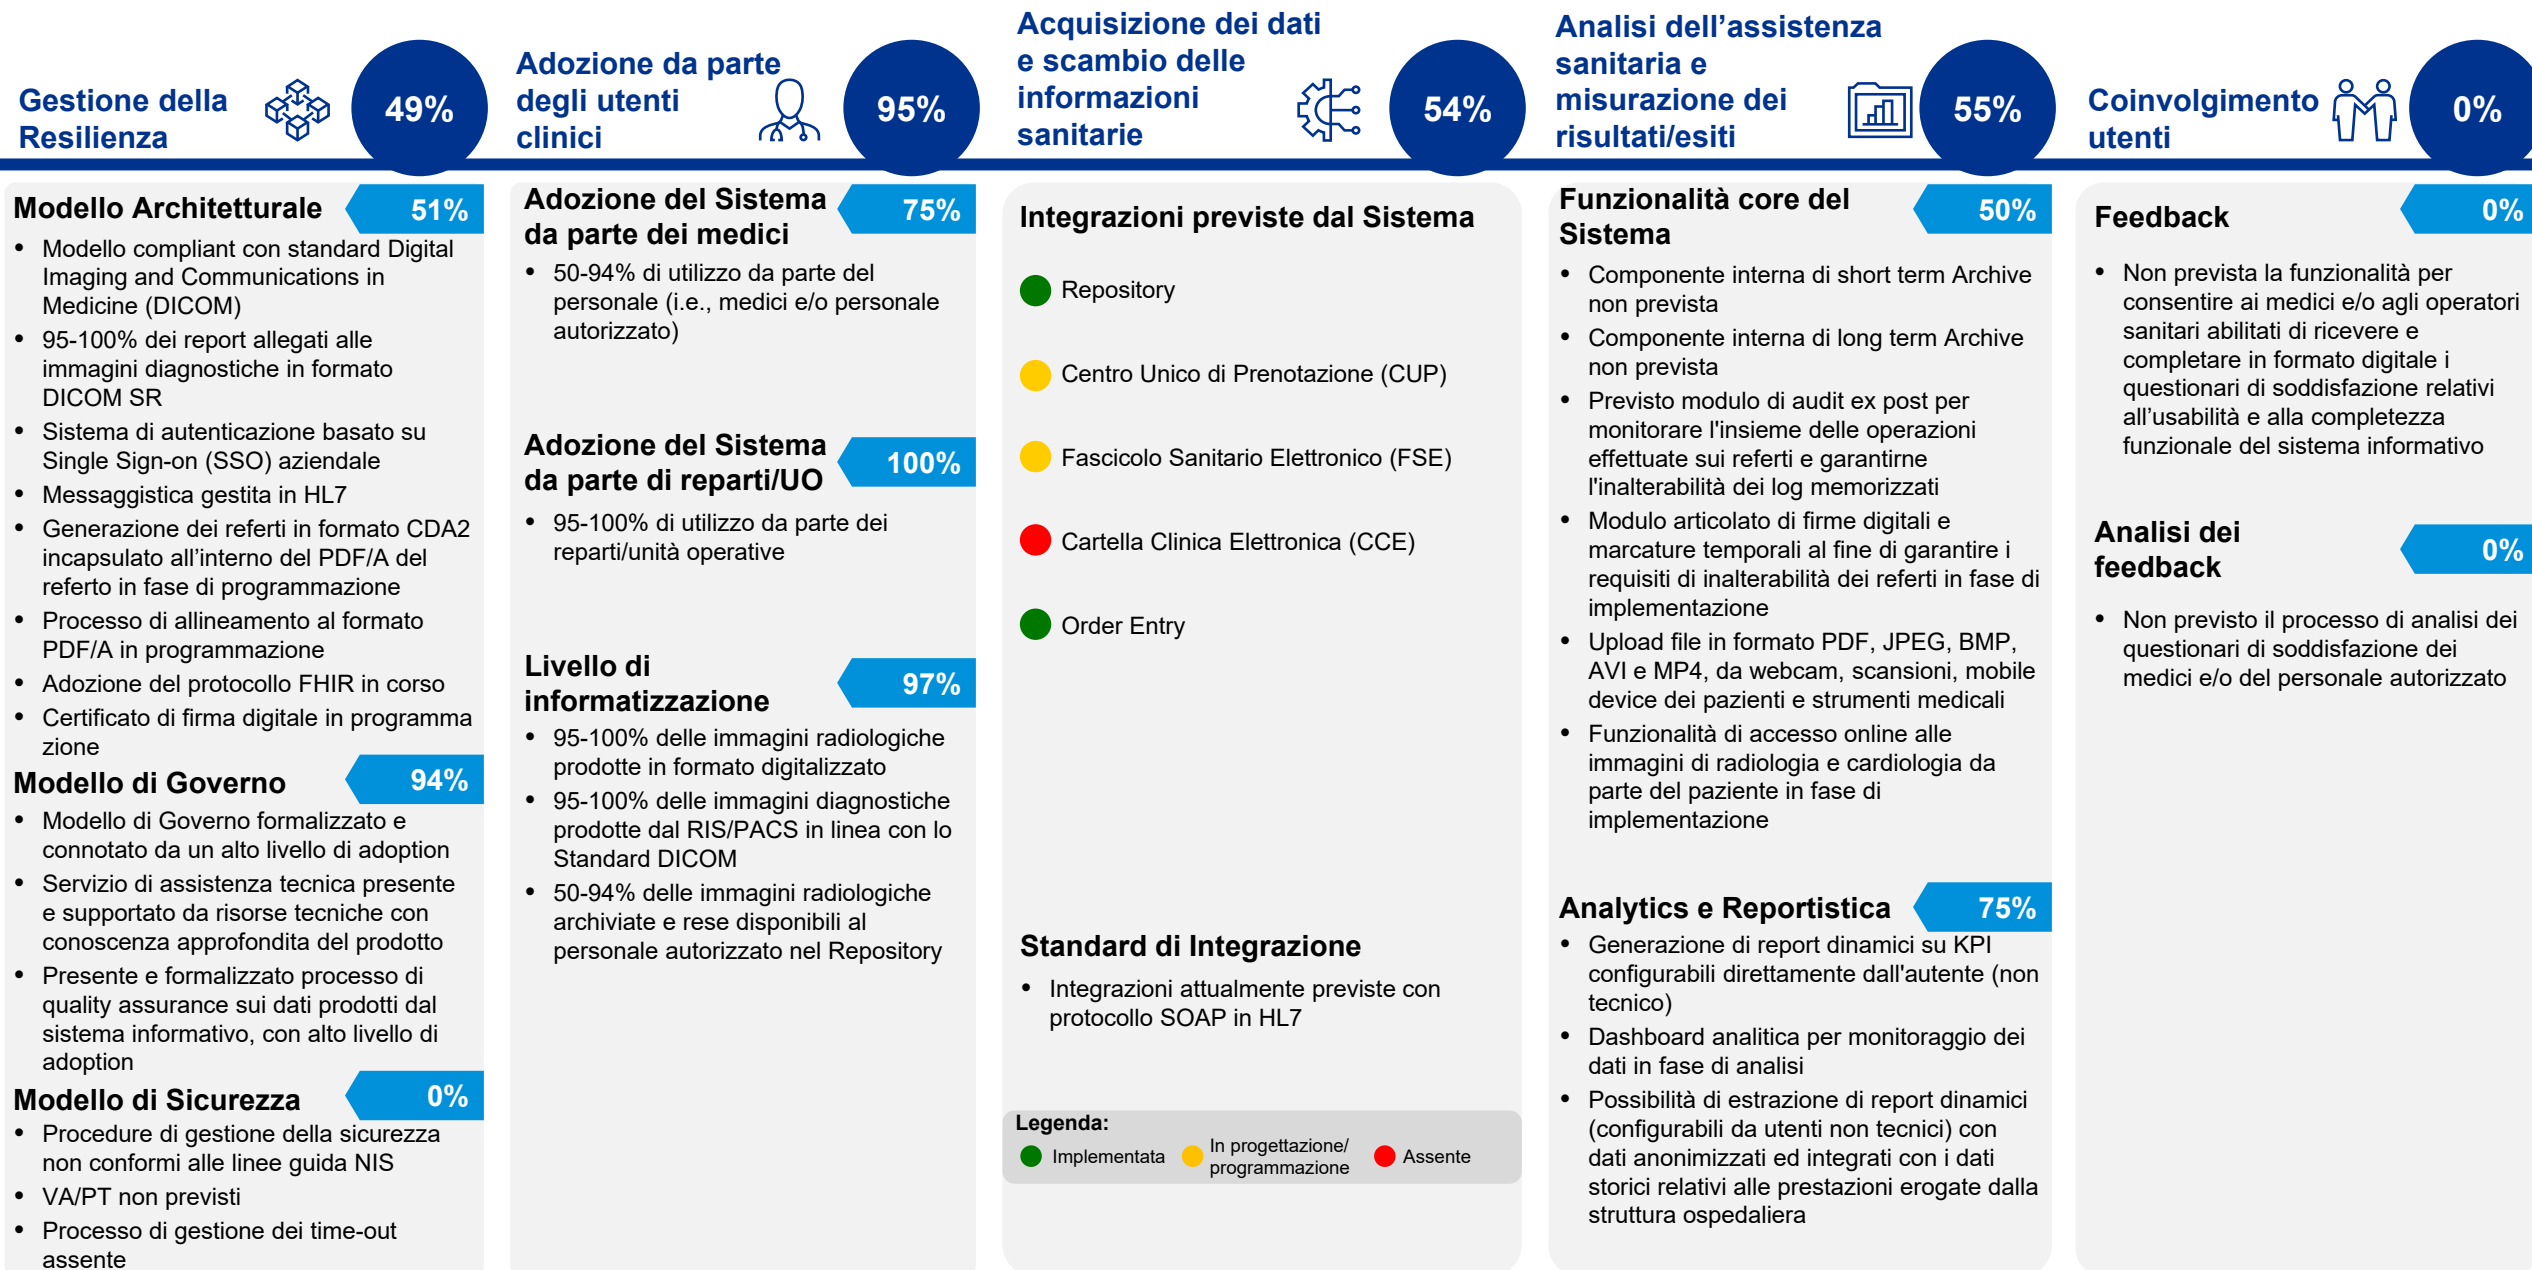 Gestione della
Resilienza
49%
Adozione da parte
degli utenti
clinici
95%
Acquisizione dei dati
e scambio delle
informazioni
sanitarie
54%
Analisi dell’assistenza
sanitaria e
misurazione dei
risultati/esiti
55%
Coinvolgimento
utenti
0%
Modello Architetturale
51%
• Modello compliant con standard Digital
Imaging and Communications in
Medicine (DICOM)
• 95-100% dei report allegati alle
immagini diagnostiche in formato
DICOM SR
• Sistema di autenticazione basato su
Single Sign-on (SSO) aziendale
• Messaggistica gestita in HL7
• Generazione dei referti in formato CDA2
incapsulato all’interno del PDF/A del
referto in fase di programmazione
• Processo di allineamento al formato
PDF/A in programmazione
• Adozione del protocollo FHIR in corso
• Certificato di firma digitale in programma
zione
Modello di Governo
94%
• Modello di Governo formalizzato e
connotato da un alto livello di adoption
• Servizio di assistenza tecnica presente
e supportato da risorse tecniche con
conoscenza approfondita del prodotto
• Presente e formalizzato processo di
quality assurance sui dati prodotti dal
sistema informativo, con alto livello di
adoption
Modello di Sicurezza
0%
• Procedure di gestione della sicurezza
non conformi alle linee guida NIS
• VA/PT non previsti
• Processo di gestione dei time-out
assente
Adozione del Sistema
da parte dei medici
75%
• 50-94% di utilizzo da parte del
personale (i.e., medici e/o personale
autorizzato)
Adozione del Sistema
da parte di reparti/UO
100%
• 95-100% di utilizzo da parte dei
reparti/unità operative
Livello di
informatizzazione
97%
• 95-100% delle immagini radiologiche
prodotte in formato digitalizzato
• 95-100% delle immagini diagnostiche
prodotte dal RIS/PACS in linea con lo
Standard DICOM
• 50-94% delle immagini radiologiche
archiviate e rese disponibili al
personale autorizzato nel Repository
Integrazioni previste dal Sistema
Repository
Centro Unico di Prenotazione (CUP)
Fascicolo Sanitario Elettronico (FSE)
Cartella Clinica Elettronica (CCE)
Order Entry
Standard di Integrazione
• Integrazioni attualmente previste con
protocollo SOAP in HL7
Legenda:
Implementata
In progettazione/
programmazione
Assente
Funzionalità core del
Sistema
50%
• Componente interna di short term Archive
non prevista
• Componente interna di long term Archive
non prevista
• Previsto modulo di audit ex post per
monitorare l'insieme delle operazioni
effettuate sui referti e garantirne
l'inalterabilità dei log memorizzati
• Modulo articolato di firme digitali e
marcature temporali al fine di garantire i
requisiti di inalterabilità dei referti in fase di
implementazione
• Upload file in formato PDF, JPEG, BMP,
AVI e MP4, da webcam, scansioni, mobile
device dei pazienti e strumenti medicali
• Funzionalità di accesso online alle
immagini di radiologia e cardiologia da
parte del paziente in fase di
implementazione
Analytics e Reportistica
75%
• Generazione di report dinamici su KPI
configurabili direttamente dall'autente (non
tecnico)
• Dashboard analitica per monitoraggio dei
dati in fase di analisi
• Possibilità di estrazione di report dinamici
(configurabili da utenti non tecnici) con
dati anonimizzati ed integrati con i dati
storici relativi alle prestazioni erogate dalla
struttura ospedaliera
Feedback
0%
• Non prevista la funzionalità per
consentire ai medici e/o agli operatori
sanitari abilitati di ricevere e
completare in formato digitale i
questionari di soddisfazione relativi
all’usabilità e alla completezza
funzionale del sistema informativo
Analisi dei
feedback
0%
• Non previsto il processo di analisi dei
questionari di soddisfazione dei
medici e/o del personale autorizzato